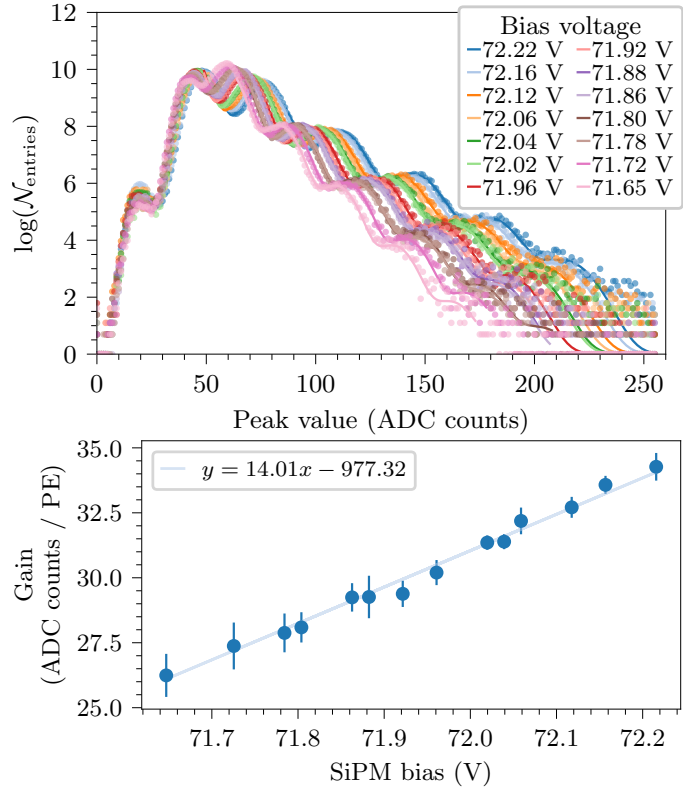 Bias voltage
72.22 V 71.92 V
72.16 V 71.88 V
72.12 V 71.86 V
72.06 V 71.80 V
72.04 V 71.78 V
72.02 V 71.72 V
71.96 V 71.65 V
log(𝒩entries)
12
10
8
6
4
2
0
0 50 100 150 200 250
Peak value (ADC counts)
y = 14.01x − 977.32
Gain
(ADC counts / PE)
35.0
32.5
30.0
27.5
25.0
71.7 71.8 71.9 72.0 72.1 72.2
SiPM bias (V)